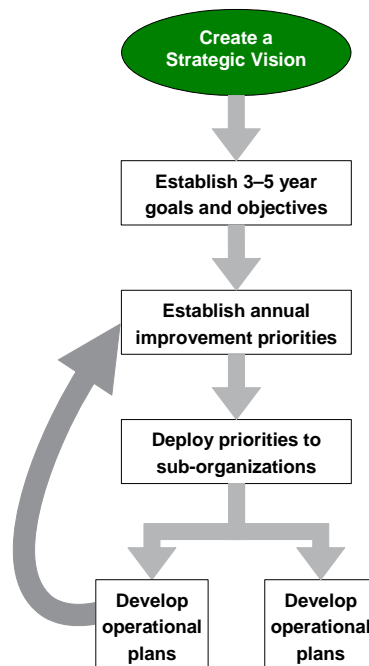 Create a
Strategic Vision
Establish 3–5 year
goals and objectives
Establish annual
improvement priorities
Deploy priorities to
sub-organizations
Develop
operational
plans
Develop
operational
plans